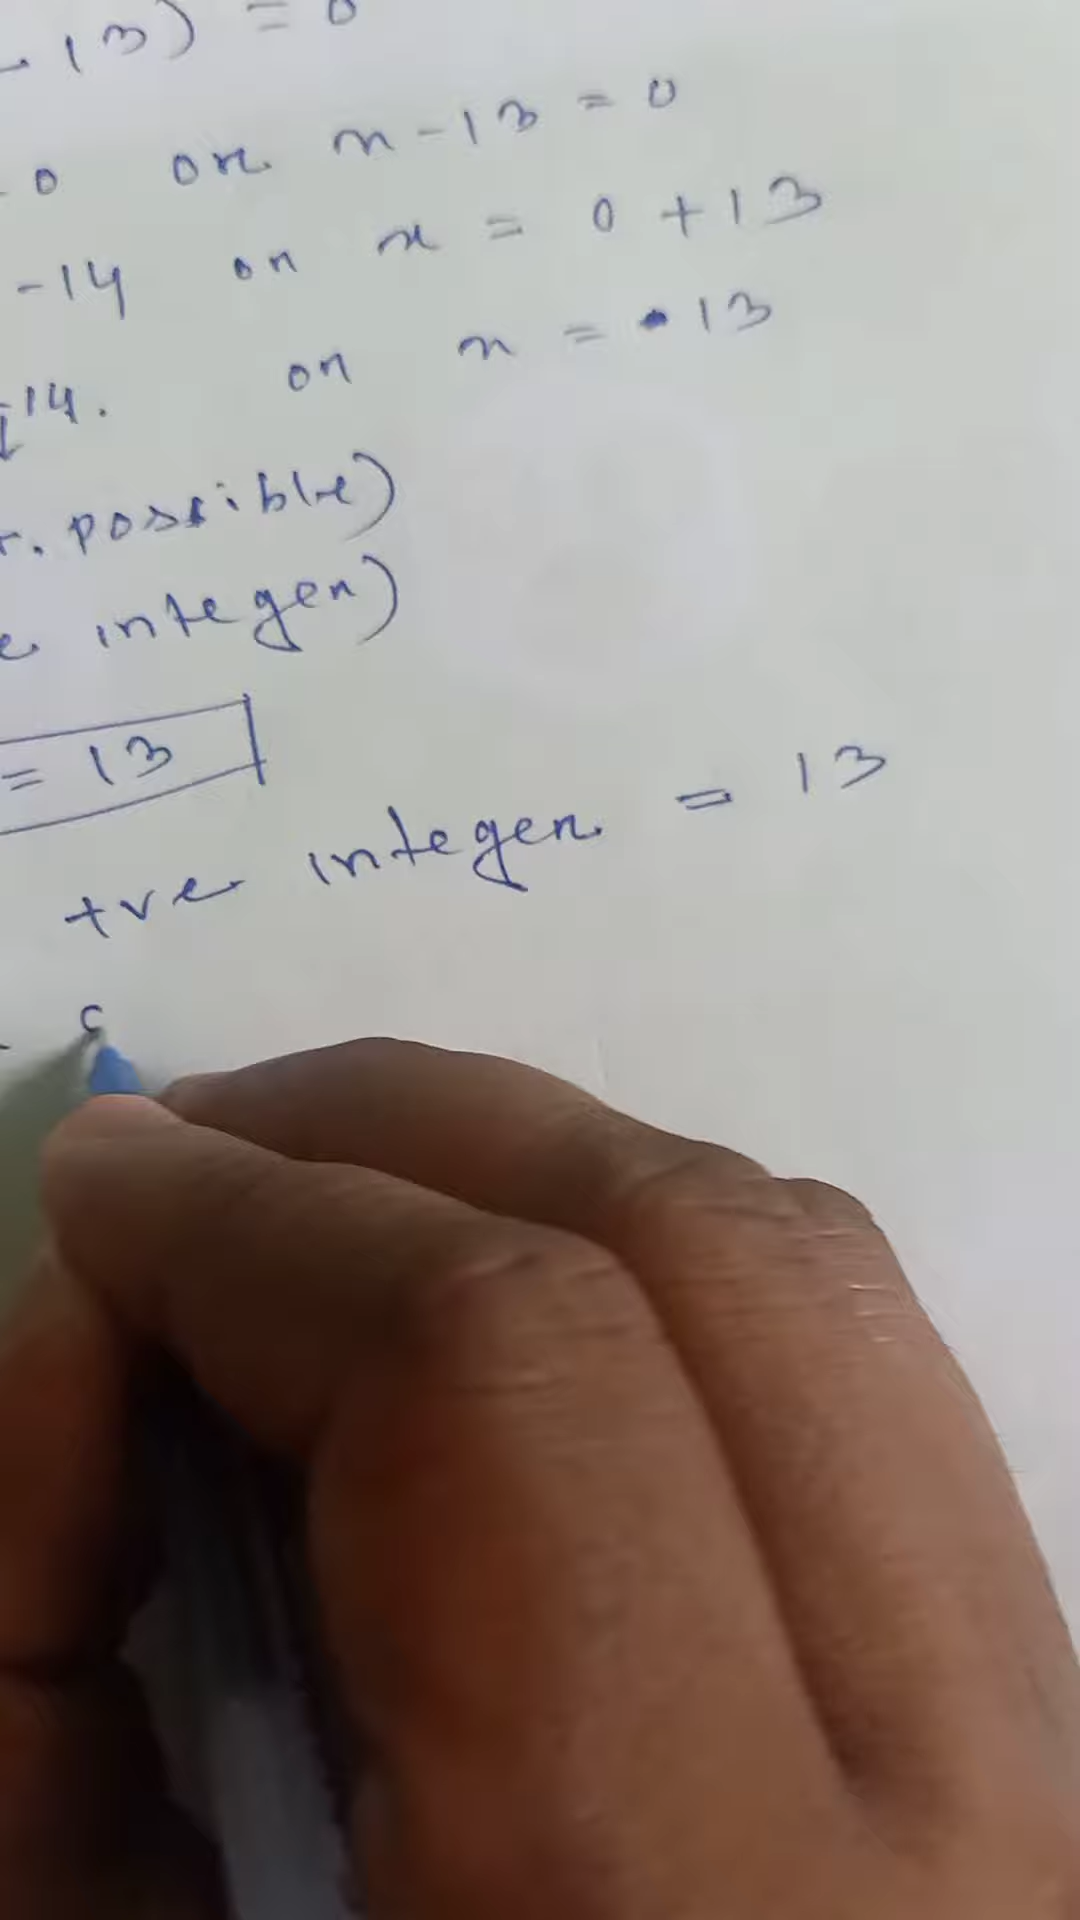 - 13) = 0
0 or x - 13 = 0
-14 or x = 0 + 13
-14. or x = 13
possible)
integer)
= 13
+ve integer = 13